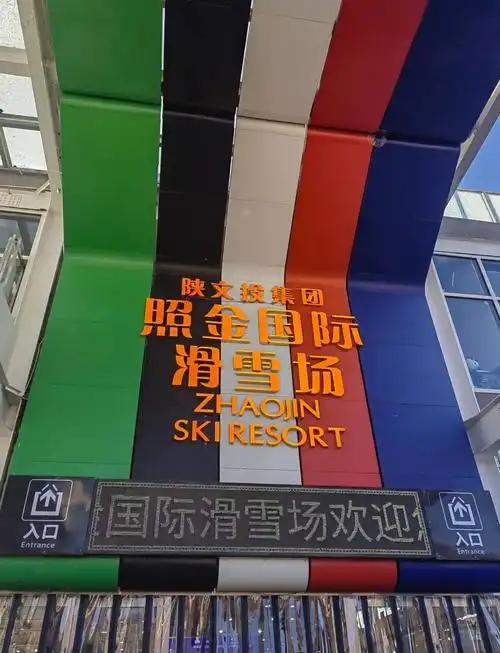 陕文投集团
照金国际
滑雪场
ZHAOJIN
SKI RESORT
国际滑雪场欢迎
入口
Entrance
入口
Entrance